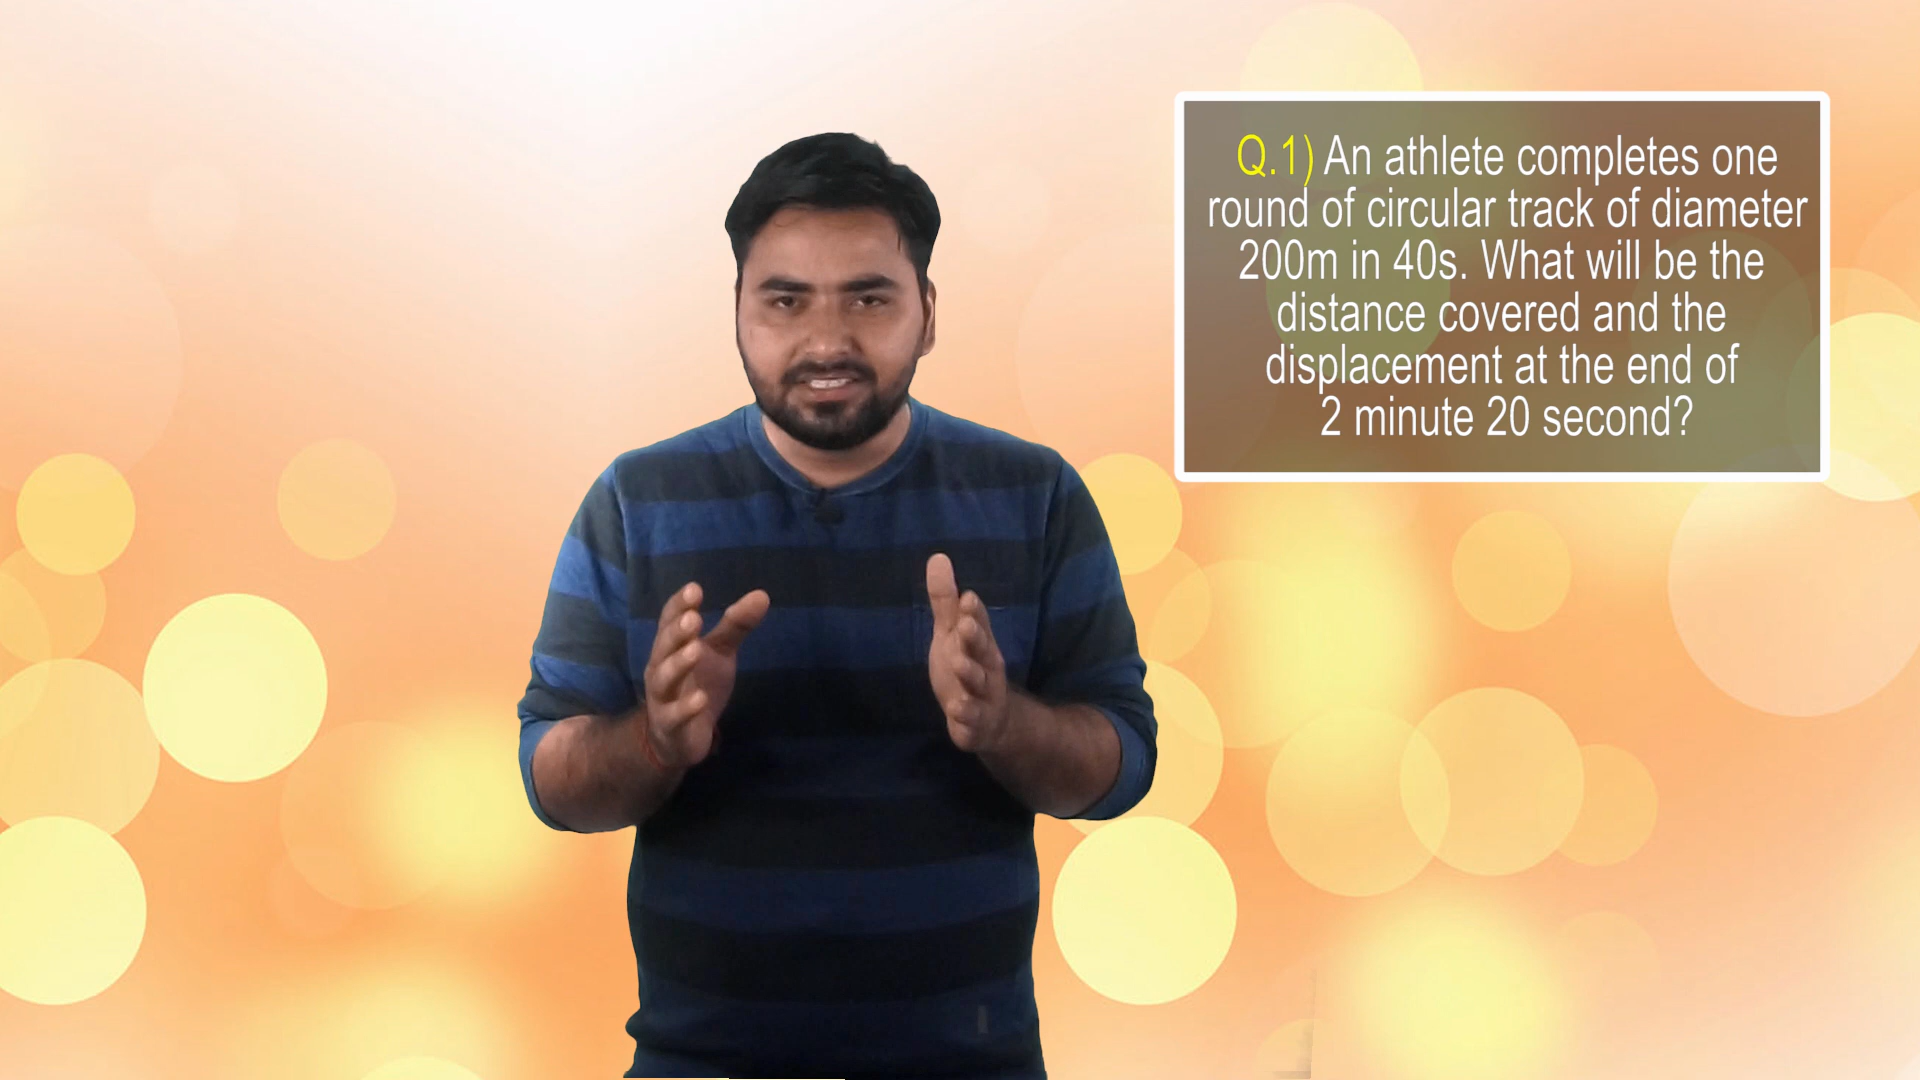 Q.1) An athlete completes one
round of circular track of diameter
200m in 40s. What will be the
distance covered and the
displacement at the end of
2 minute 20 second?